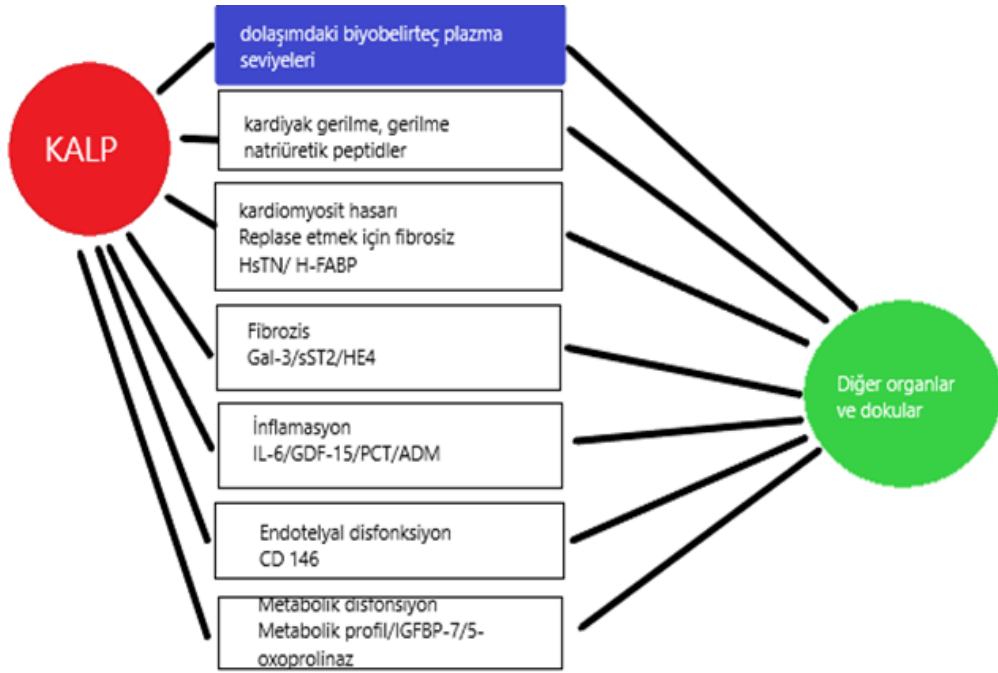 KALP
dolaşımdaki biyobelirteç plazma
seviyeleri
kardiyak gerilme, gerilme
natriüretik peptidler
kardiomyosit hasarı
Replase etmek için fibrosiz
HsTN/ H-FABP
Fibrozis
Gal-3/sST2/HE4
İnflamasyon
IL-6/GDF-15/PCT/ADM
Endotelyal disfonksiyon
CD 146
Metabolik disfonsiyon
Metabolik profil/IGFBP-7/5-
oxoprolinaz
Diğer organlar
ve dokular